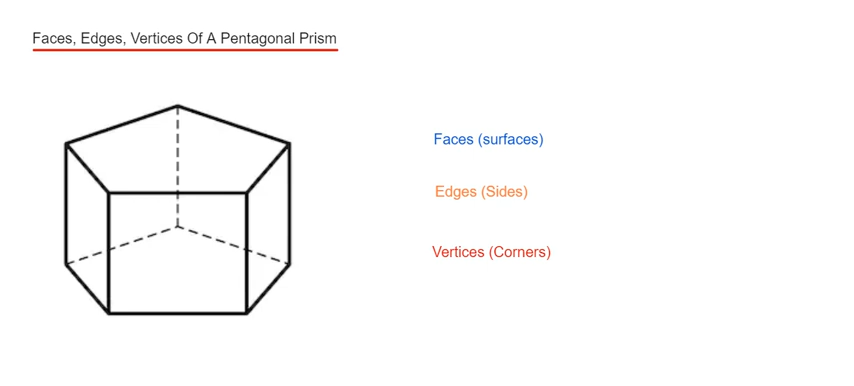 Faces, Edges, Vertices Of A Pentagonal Prism
Faces (surfaces)
Edges (Sides)
Vertices (Corners)